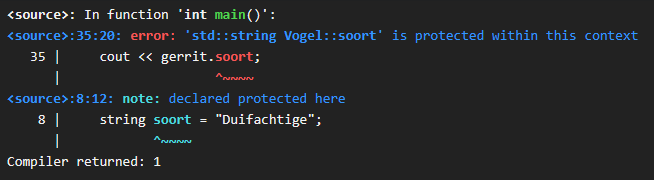 <source>: In function 'int main()':
<source>:35:20: error: 'std::string Vogel::soort' is protected within this context
   35 |     cout << gerrit.soort;
      |                    ^~~~~
<source>:8:12: note: declared protected here
    8 |     string soort = "Duifachtige";
      |            ^~~~~
Compiler returned: 1